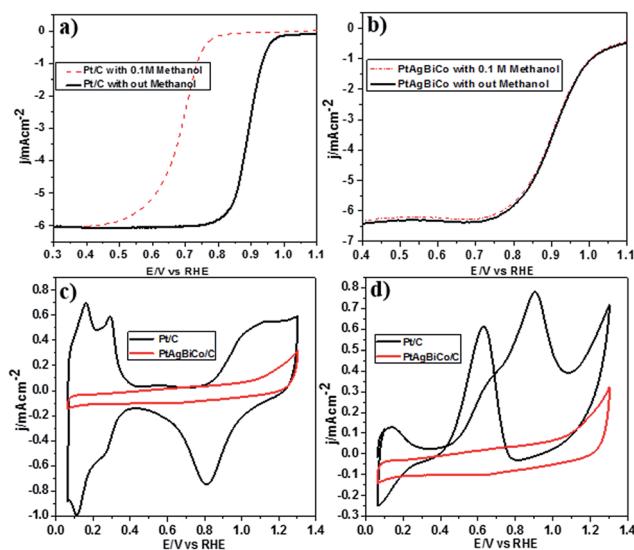 a)
Pt/C with 0.1M Methanol
Pt/C with out Methanol
j/mAcm-2
0
-1
-2
-3
-4
-5
-6
0.3 0.4 0.5 0.6 0.7 0.8 0.9 1.0 1.1
E/V vs RHE
b)
PtAgBiCo with 0.1 M Methanol
PtAgBiCo with out Methanol
j/mAcm-2
0
-1
-2
-3
-4
-5
-6
-7
0.4 0.5 0.6 0.7 0.8 0.9 1.0 1.1
E/V vs RHE
c)
Pt/C
PtAgBiCo/C
j/mAcm-2
0.8
0.6
0.4
0.2
0.0
-0.2
-0.4
-0.6
-0.8
-1.0
0.0 0.2 0.4 0.6 0.8 1.0 1.2 1.4
E/V vs RHE
d)
Pt/C
PtAgBiCo/C
j/mAcm-2
0.8
0.7
0.6
0.5
0.4
0.3
0.2
0.1
0.0
-0.1
-0.2
-0.3
0.0 0.2 0.4 0.6 0.8 1.0 1.2 1.4
E/V vs RHE